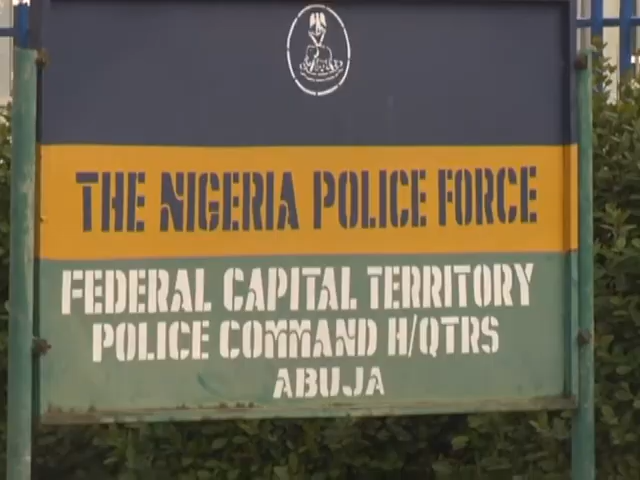 THE NIGERIA POLICE FORCE
FEDERAL CAPITAL TERRITORY
POLICE COMMAND H/QTRS
ABUJA